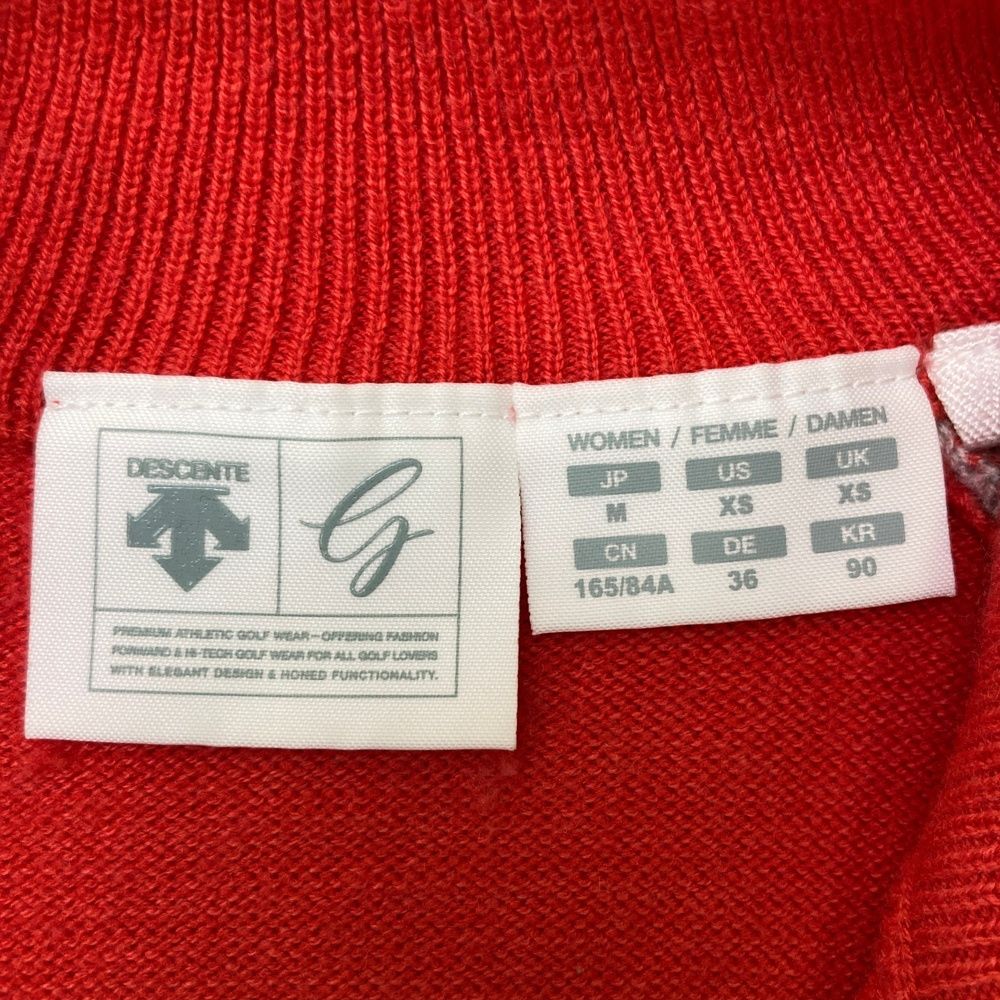 DESCENTE
G
PREMIUM ATHLETIC GOLF WEAR—OFFERING FASHION
FORWARD & HI-TECH GOLF WEAR FOR ALL GOLF LOVERS
WITH ELEGANT DESIGN & HONED FUNCTIONALITY.
WOMEN / FEMME / DAMEN
JP US UK
M XS XS
CN DE KR
165/84A 36 90